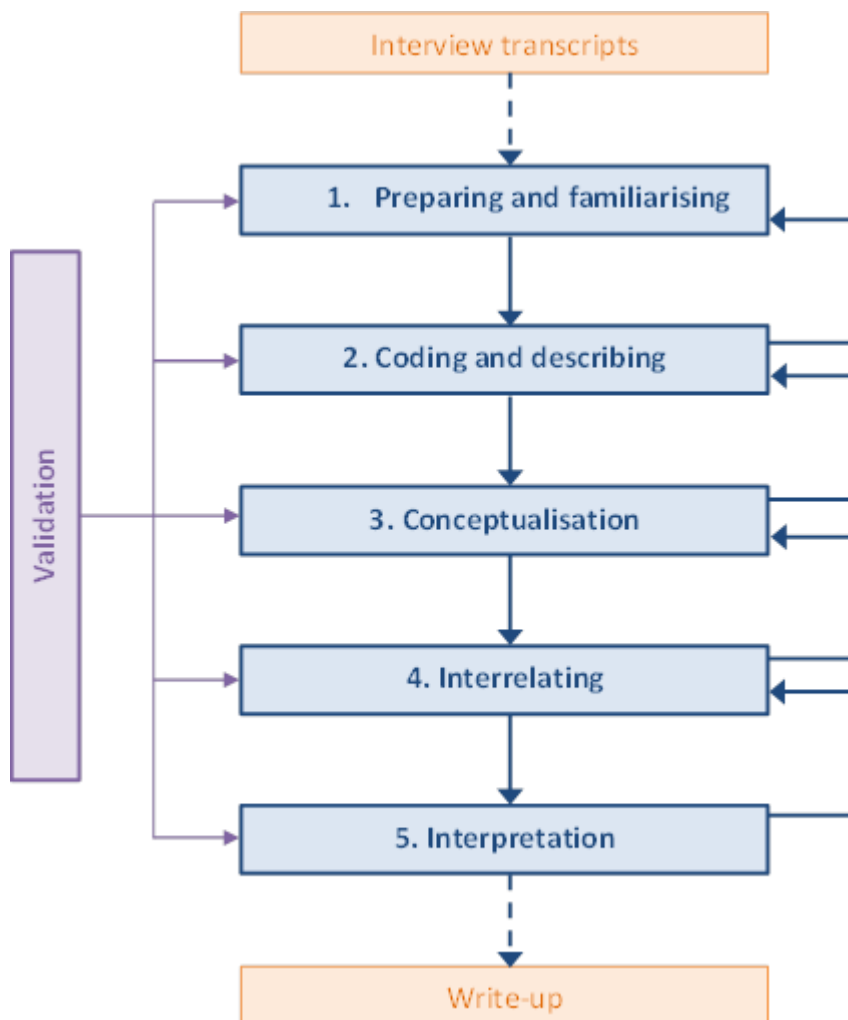 Interview transcripts
1. Preparing and familiarising
2. Coding and describing
Validation
3. Conceptualisation
4. Interrelating
5. Interpretation
Write-up